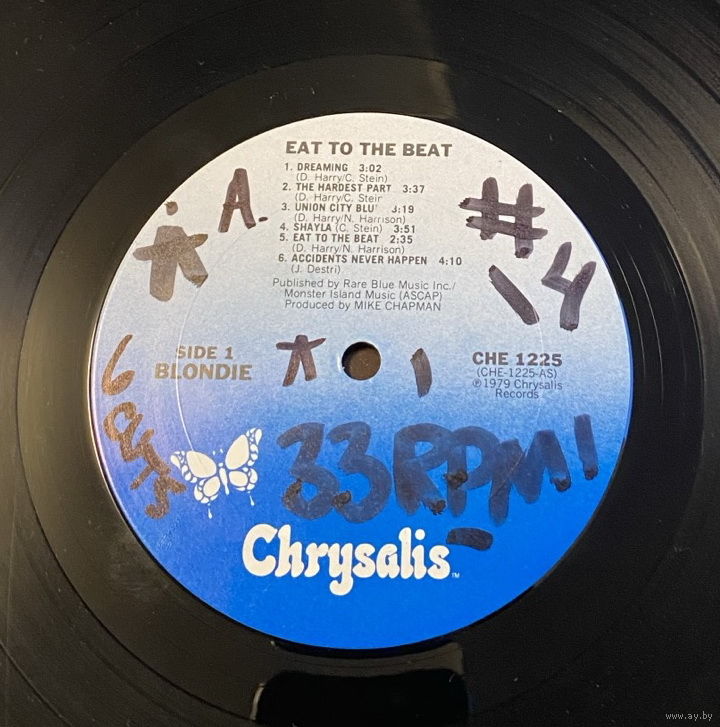 EAT TO THE BEAT
1. DREAMING 3:02
(D. Harry/C. Stein)
2. THE HARDEST PART 3:37
(D. Harry/C. Stein
3. UNION CITY BLU 3:19
(D. Harry/N. Harrison)
4. SHAYLA (C. Stein) 3:51
5. EAT TO THE BEAT 2:35
(D. Harry/N. Harrison)
6. ACCIDENTS NEVER HAPPEN 4:10
(J. Destri)
Published by Rare Blue Music Inc./
Monster Island Music (ASCAP)
Produced by MIKE CHAPMAN
A.
#
14
SIDE 1
BLONDIE
CHE 1225
(CHE-1225-AS)
℗1979 Chrysalis
Records
6 CUTS
33 RPM!
Chrysalis™
www.ay.by